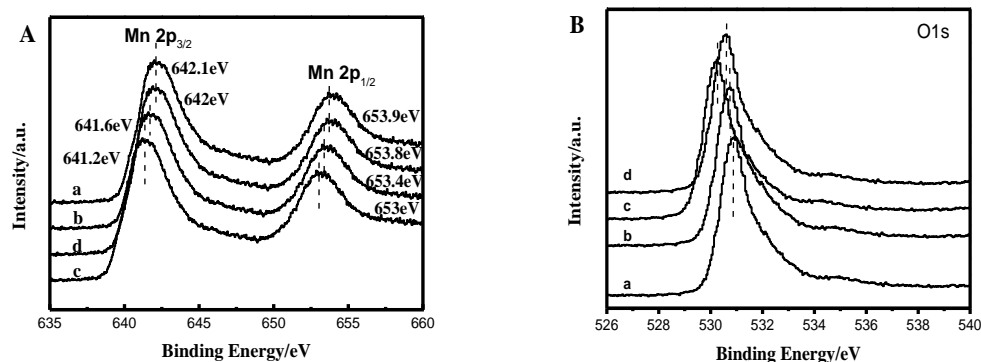 A
Mn 2p3/2
642.1eV
642eV
641.6eV
641.2eV
Mn 2p1/2
653.9eV
653.8eV
653.4eV
653eV
a
b
d
c
Intensity/a.u.
635 640 645 650 655 660
Binding Energy/eV
B
O1s
d
c
b
a
Intensity/a.u.
526 528 530 532 534 536 538 540
Binding Energy/eV